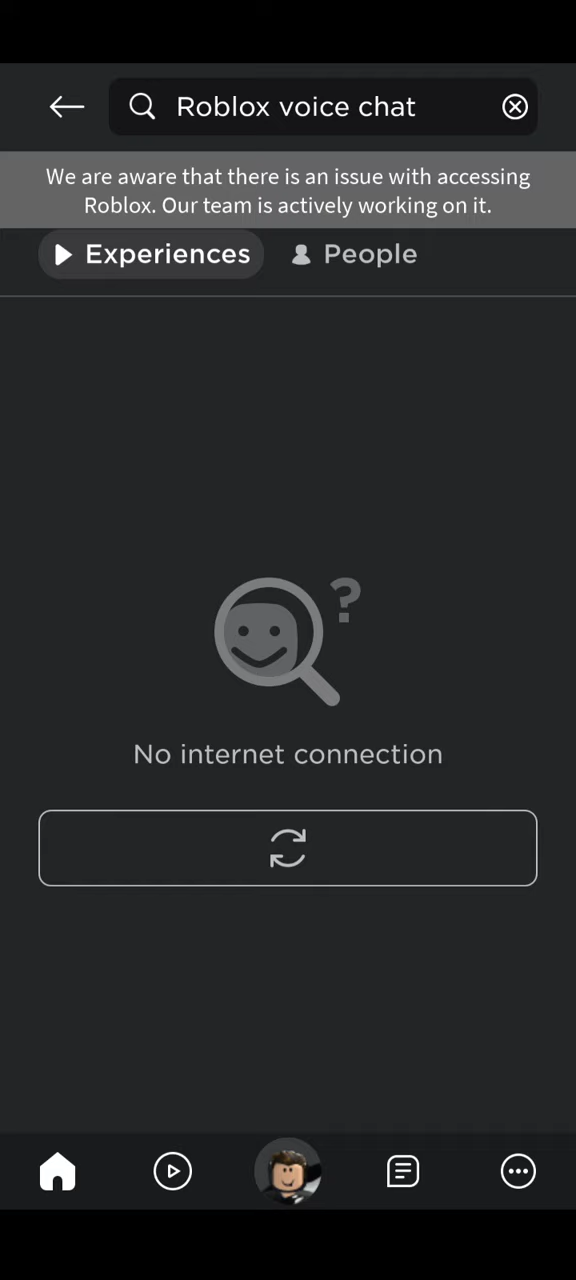 Roblox voice chat
We are aware that there is an issue with accessing
Roblox. Our team is actively working on it.
Experiences
People
?
No internet connection